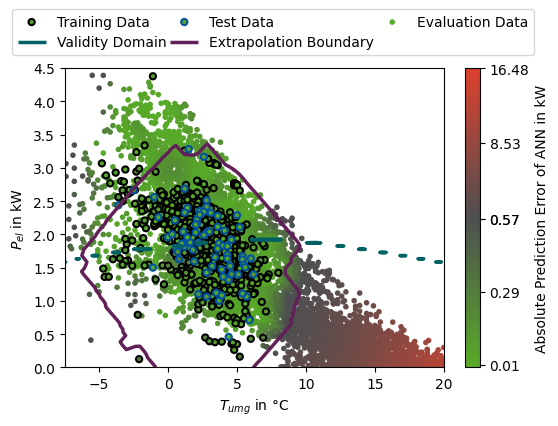 Training Data
Test Data
Evaluation Data
Validity Domain
Extrapolation Boundary
4.5
4.0
3.5
3.0
2.5
2.0
1.5
1.0
0.5
0.0
P_el in kW
−5
0
5
10
15
20
T_umg in °C
16.48
8.53
0.57
0.29
0.01
Absolute Prediction Error of ANN in kW